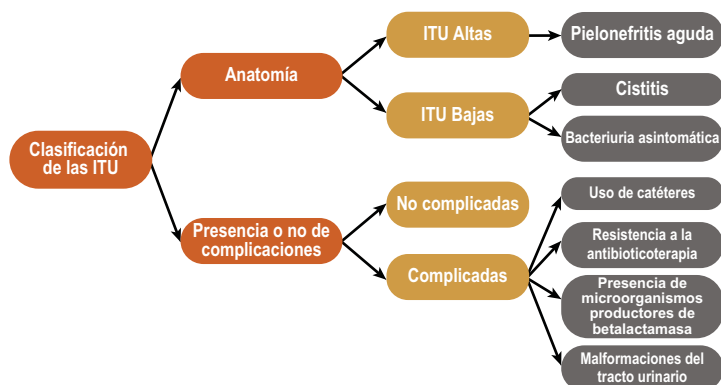 Clasificación
de las ITU
Anatomía
ITU Altas
Pielonefritis aguda
ITU Bajas
Cistitis
Bacteriuria asintomática
Presencia o no de
complicaciones
No complicadas
Complicadas
Uso de catéteres
Resistencia a la
antibioticoterapia
Presencia de
microorganismos
productores de
betalactamasa
Malformaciones del
tracto urinario